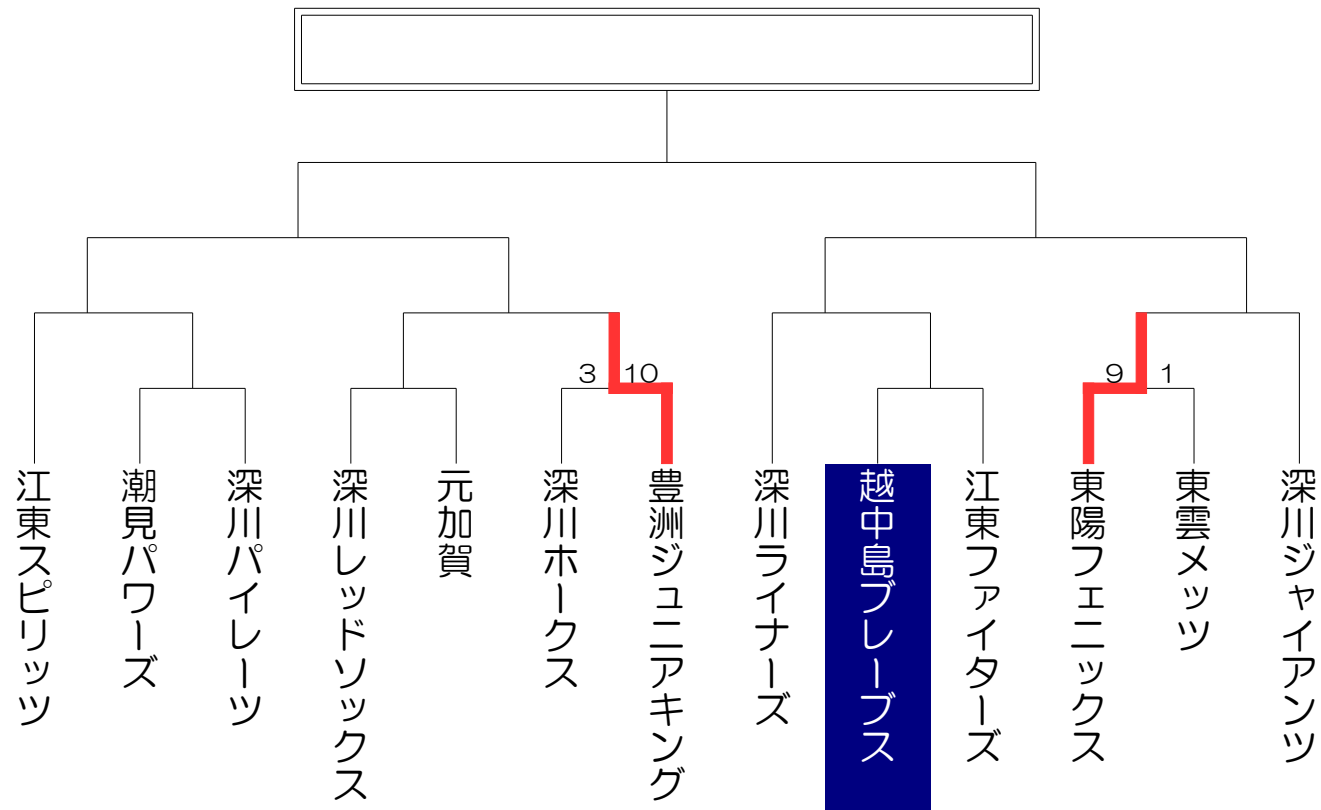 3 10
9 1
江東スピリッツ
潮見パワーズ
深川パイレーツ
深川レッドソックス
元加賀
深川ホークス
豊洲ジュニアキング
深川ライナーズ
越中島ブレーブス
江東ファイターズ
東陽フェニックス
東雲メッツ
深川ジャイアンツ